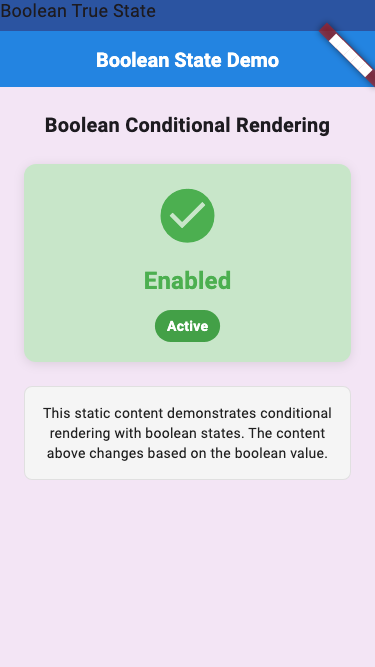 Boolean True State
Boolean State Demo
Boolean Conditional Rendering
Enabled
Active
This static content demonstrates conditional
rendering with boolean states. The content
above changes based on the boolean value.